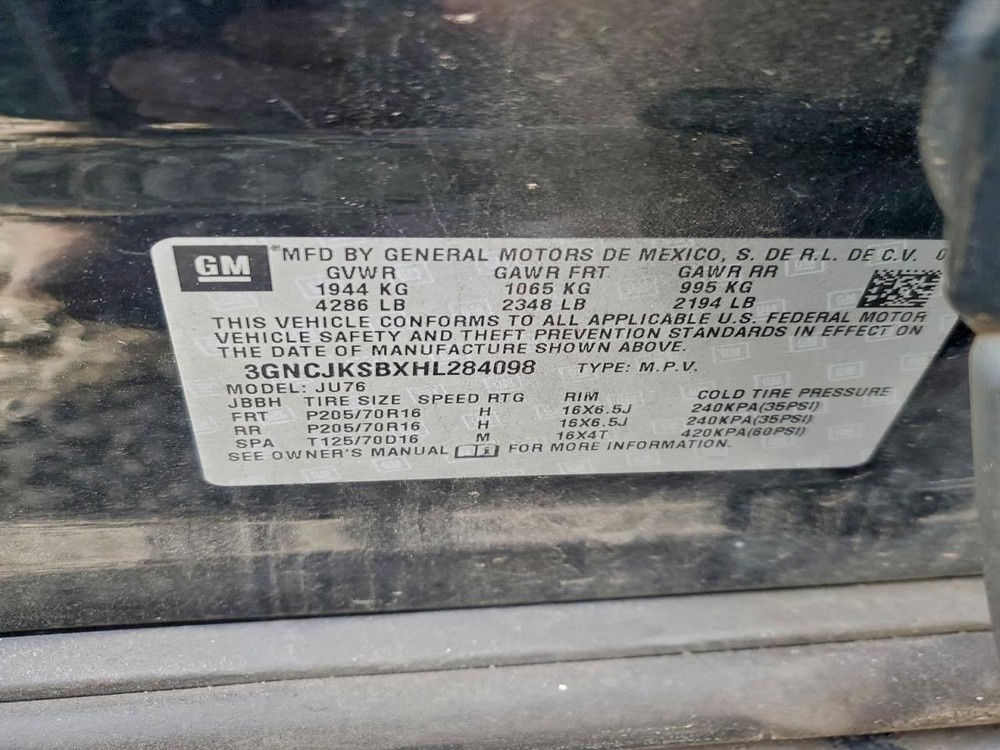 GM
MFD BY GENERAL MOTORS DE MEXICO, S. DE R.L. DE C.V. 0
GVWR GAWR FRT GAWR RR
1944 KG 1065 KG 995 KG
4286 LB 2348 LB 2194 LB
THIS VEHICLE CONFORMS TO ALL APPLICABLE U.S. FEDERAL MOTOR
VEHICLE SAFETY AND THEFT PREVENTION STANDARDS IN EFFECT ON
THE DATE OF MANUFACTURE SHOWN ABOVE.
3GNCJKSBXHL284098 TYPE: M.P.V.
MODEL: JU76
JBBH TIRE SIZE SPEED RTG RIM COLD TIRE PRESSURE
FRT P205/70R16 H 16X6.5J 240KPA(35PSI)
RR P205/70R16 H 16X6.5J 240KPA(35PSI)
SPA T125/70D16 M 16X4T 420KPA(60PSI)
SEE OWNER'S MANUAL FOR MORE INFORMATION.